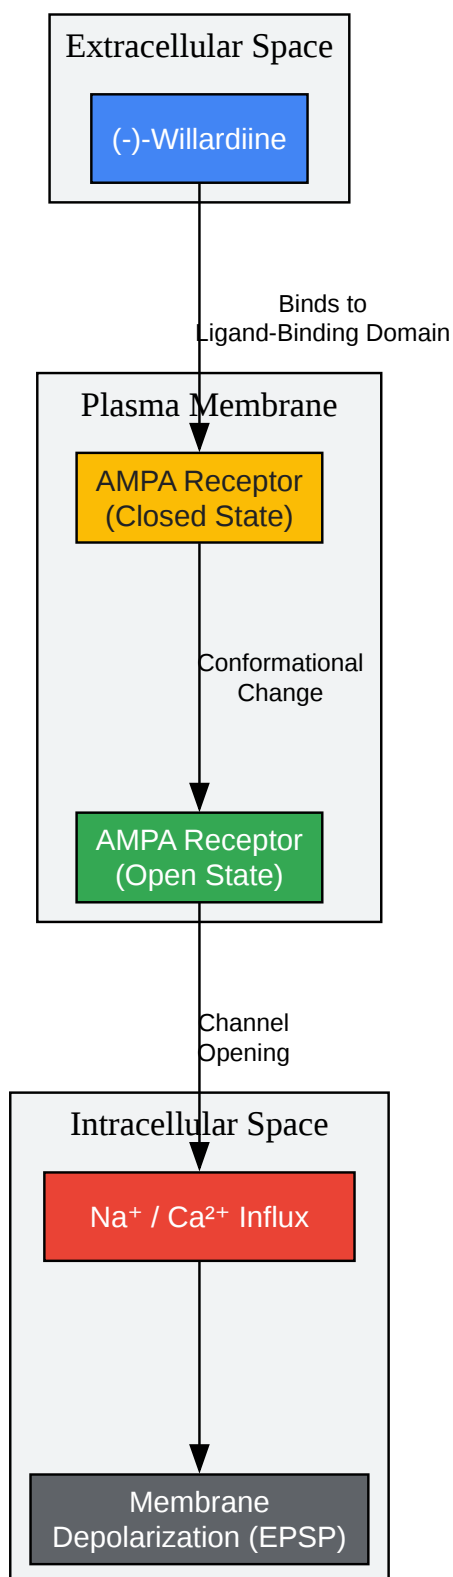 Extracellular Space
(-)-Willardiine
Binds to
Ligand-Binding Domain
Plasma Membrane
AMPA Receptor
(Closed State)
Conformational
Change
AMPA Receptor
(Open State)
Channel
Opening
Intracellular Space
Na⁺ / Ca²⁺ Influx
Membrane
Depolarization (EPSP)